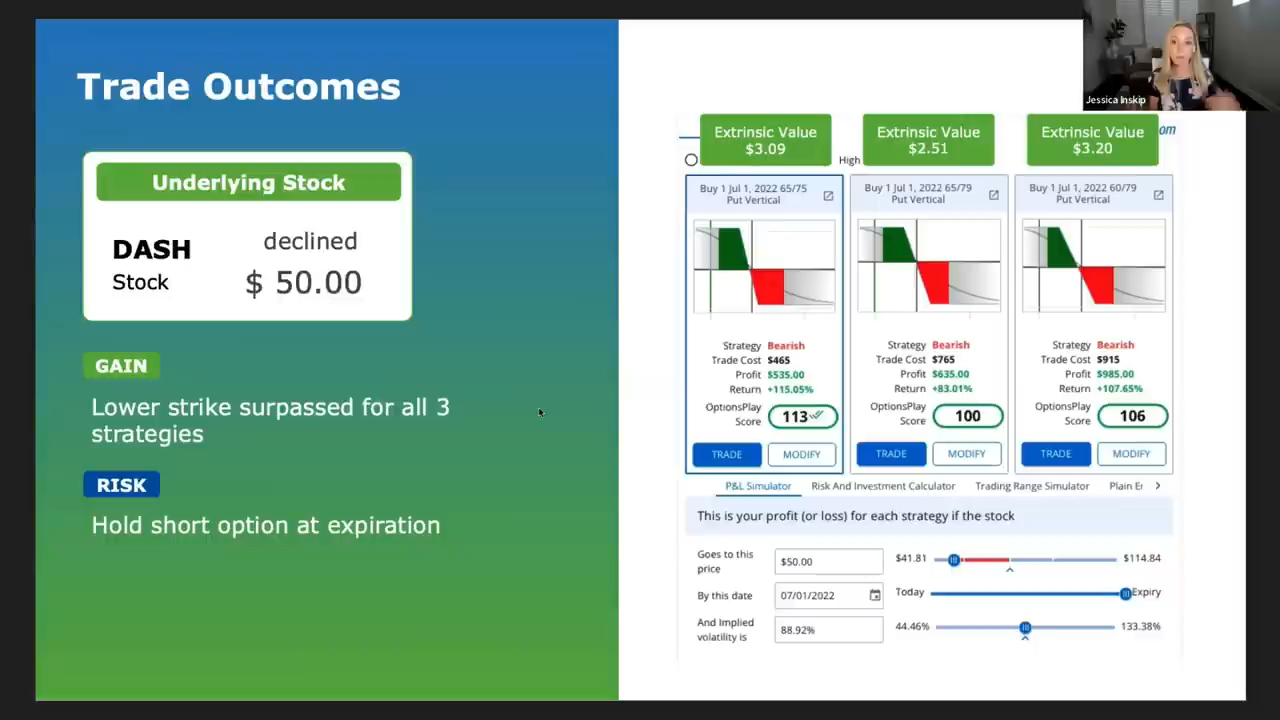 Trade Outcomes
Underlying Stock
DASH
Stock
declined
$ 50.00
GAIN
Lower strike surpassed for all 3
strategies
RISK
Hold short option at expiration
Jessica Inskip
Extrinsic Value
$3.09
High
Extrinsic Value
$2.51
Extrinsic Value
$3.20
om
Buy 1 Jul 1, 2022 65/75
Put Vertical
Strategy Bearish
Trade Cost $465
Profit $535.00
Return +115.05%
OptionsPlay
Score
113
TRADE
MODIFY
Buy 1 Jul 1, 2022 65/79
Put Vertical
Strategy Bearish
Trade Cost $765
Profit $635.00
Return +83.01%
OptionsPlay
Score
100
TRADE
MODIFY
Buy 1 Jul 1, 2022 60/79
Put Vertical
Strategy Bearish
Trade Cost $915
Profit $985.00
Return +107.65%
OptionsPlay
Score
106
TRADE
MODIFY
P&L Simulator
Risk And Investment Calculator
Trading Range Simulator
Plain Er
This is your profit (or loss) for each strategy if the stock
Goes to this
price
$50.00
$41.81
$114.84
By this date
07/01/2022
Today
Expiry
And Implied
volatility is
88.92%
44.46%
133.38%